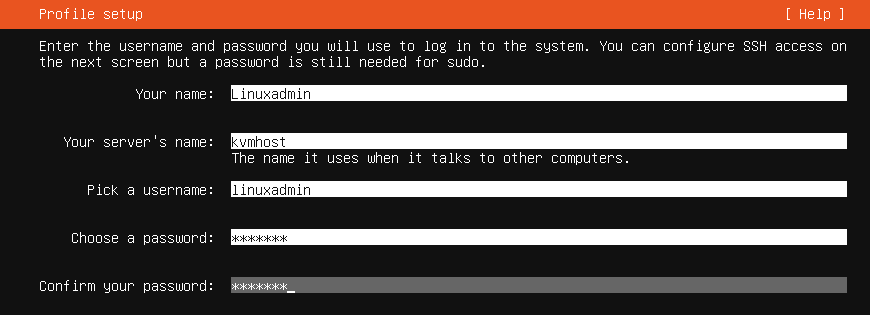 Profile setup [ Help ]
Enter the username and password you will use to log in to the system. You can configure SSH access on
the next screen but a password is still needed for sudo.
Your name: Linuxadmin
Your server's name: kvmhost
The name it uses when it talks to other computers.
Pick a username: linuxadmin
Choose a password: *******
Confirm your password: *******_